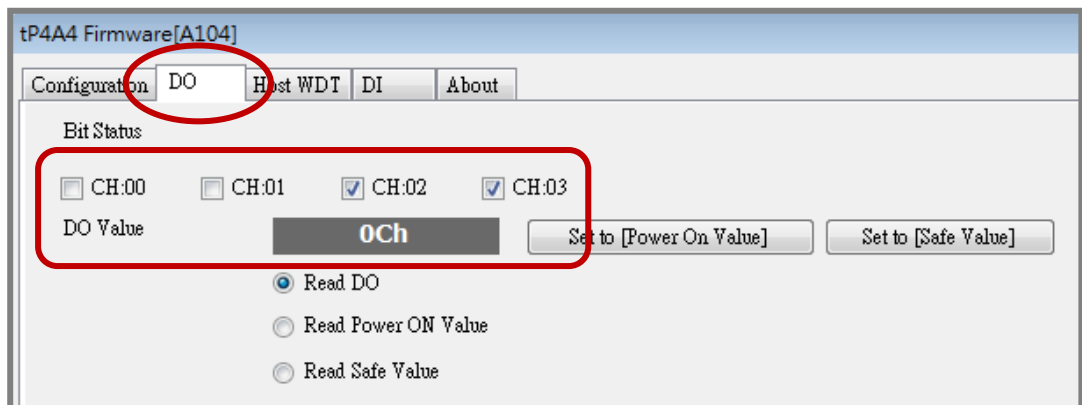 tP4A4 Firmware[A104]
Configuration DO Host WDT DI About
Bit Status
CH:00 CH:01 CH:02 CH:03
DO Value 0Ch Set to [Power On Value] Set to [Safe Value]
Read DO
Read Power ON Value
Read Safe Value